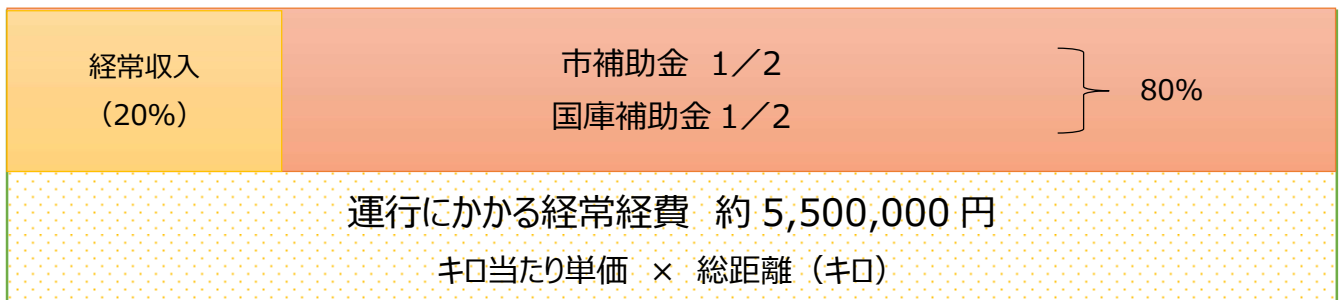 経常収入
（20%）
市補助金 1／2
国庫補助金 1／2
80%
運行にかかる経常経費 約 5,500,000 円
キロ当たり単価 × 総距離（キロ）